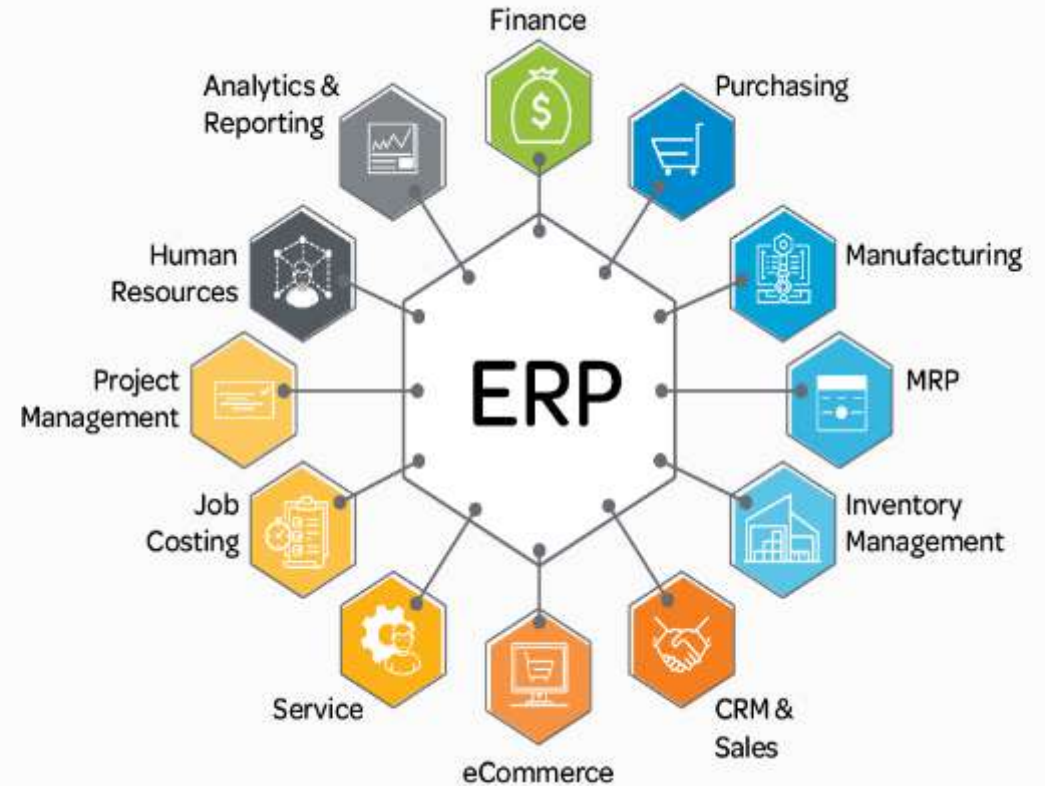 Finance
Analytics &
Reporting
Purchasing
Human
Resources
Manufacturing
Project
Management
ERP
MRP
Job
Costing
Inventory
Management
Service
CRM &
Sales
eCommerce
$